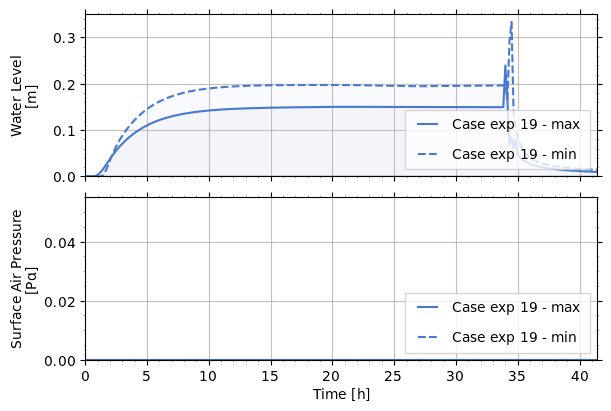 0.3
0.2
0.1
0.0
Water Level
[m]
Case exp 19 - max
Case exp 19 - min
0.04
0.02
0.00
Surface Air Pressure
[Pa]
Case exp 19 - max
Case exp 19 - min
0 5 10 15 20 25 30 35 40
Time [h]